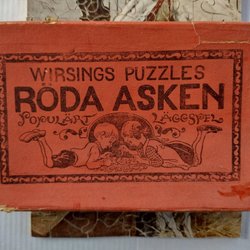 WIRSINGS PUZZLES
RÖDA ASKEN
POPULÄRT LÄGGSPEL